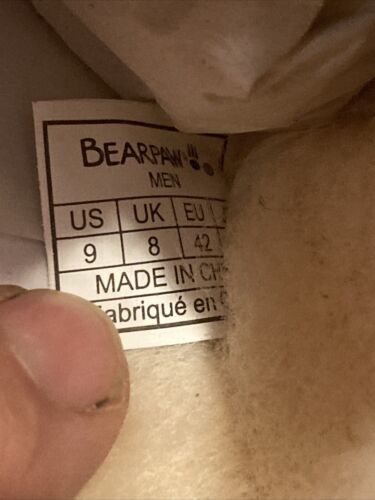 BEARPAW
MEN
US UK EU
9 8 42
MADE IN CH
abriqué en